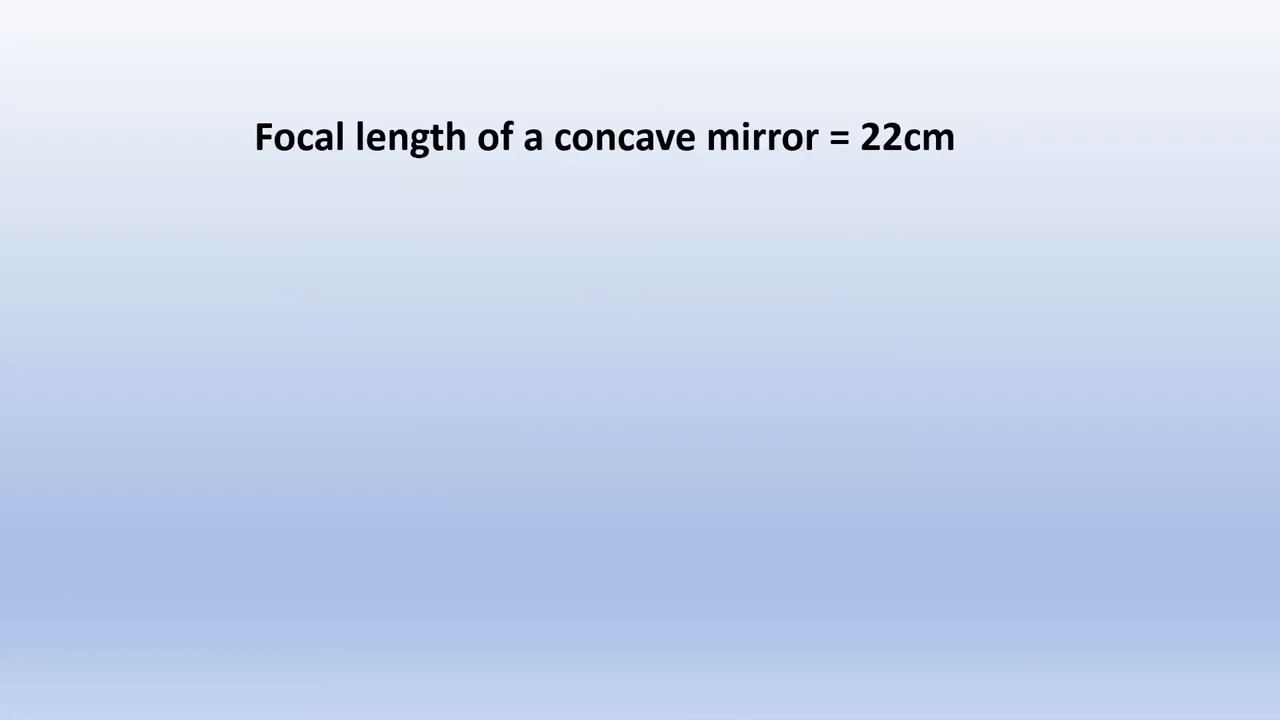 Focal length of a concave mirror = 22cm